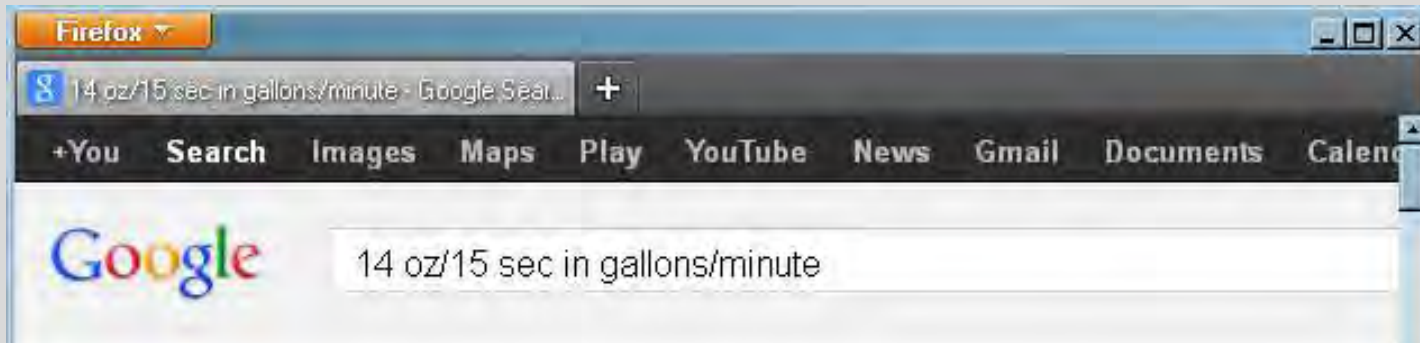 Firefox
14 oz/15 sec in gallons/minute - Google Sear...
+You Search Images Maps Play YouTube News Gmail Documents Calend
Google 14 oz/15 sec in gallons/minute